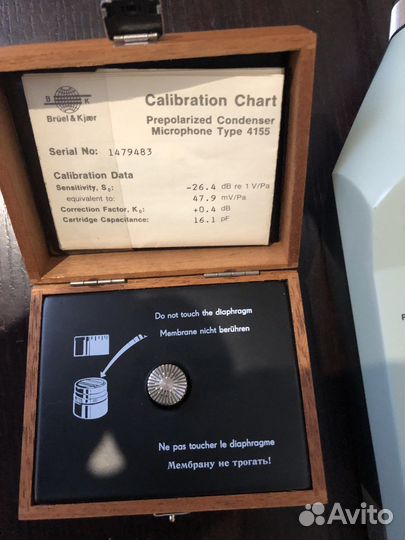 B K
Brüel & Kjær
Calibration Chart
Prepolarized Condenser
Microphone Type 4155
Serial No: 1479483
Calibration Data
Sensitivity, S₀: -26.4 dB re 1 V/Pa
equivalent to: 47.9 mV/Pa
Correction Factor, K₀: +0.4 dB
Cartridge Capacitance: 16.1 pF
Do not touch the diaphragm
Membrane nicht berühren
Ne pas toucher le diaphragme
Мембрану не трогать!
Avito